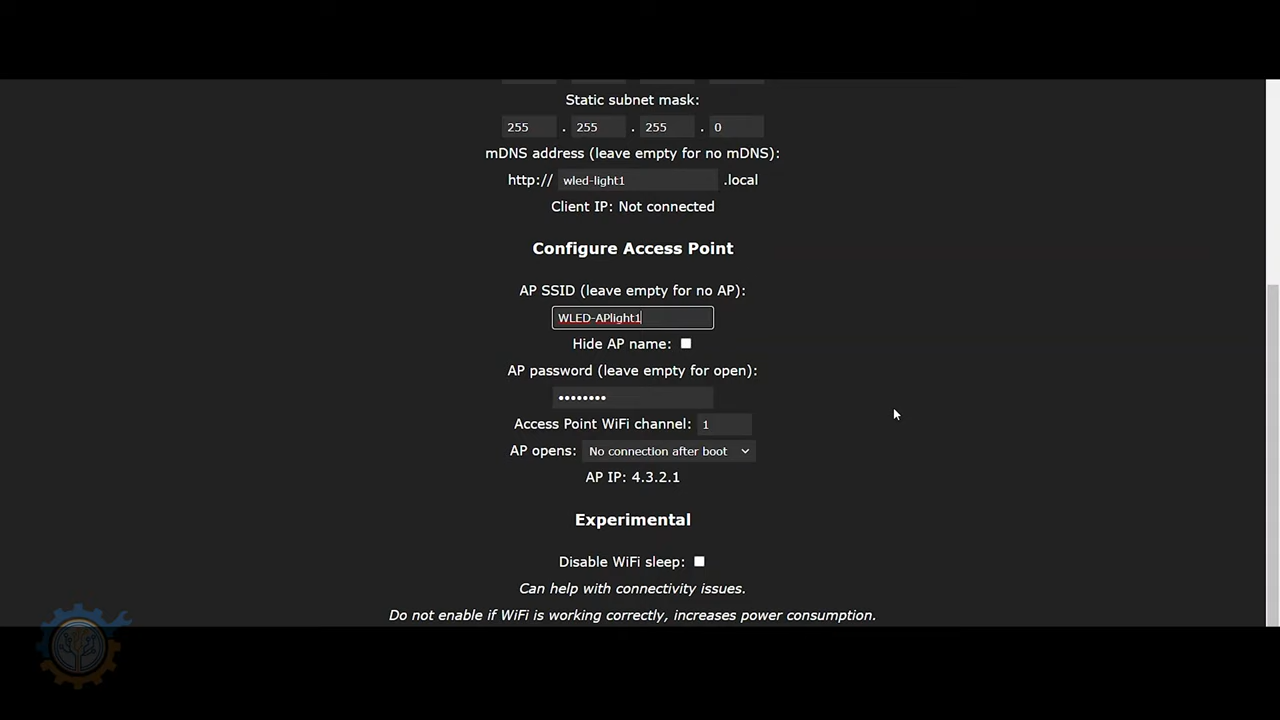 Static subnet mask:
255 . 255 . 255 . 0
mDNS address (leave empty for no mDNS):
http:// wled-light1 .local
Client IP: Not connected
Configure Access Point
AP SSID (leave empty for no AP):
WLED-APlight1
Hide AP name:
AP password (leave empty for open):
••••••••
Access Point WiFi channel: 1
AP opens: No connection after boot
AP IP: 4.3.2.1
Experimental
Disable WiFi sleep:
Can help with connectivity issues.
Do not enable if WiFi is working correctly, increases power consumption.